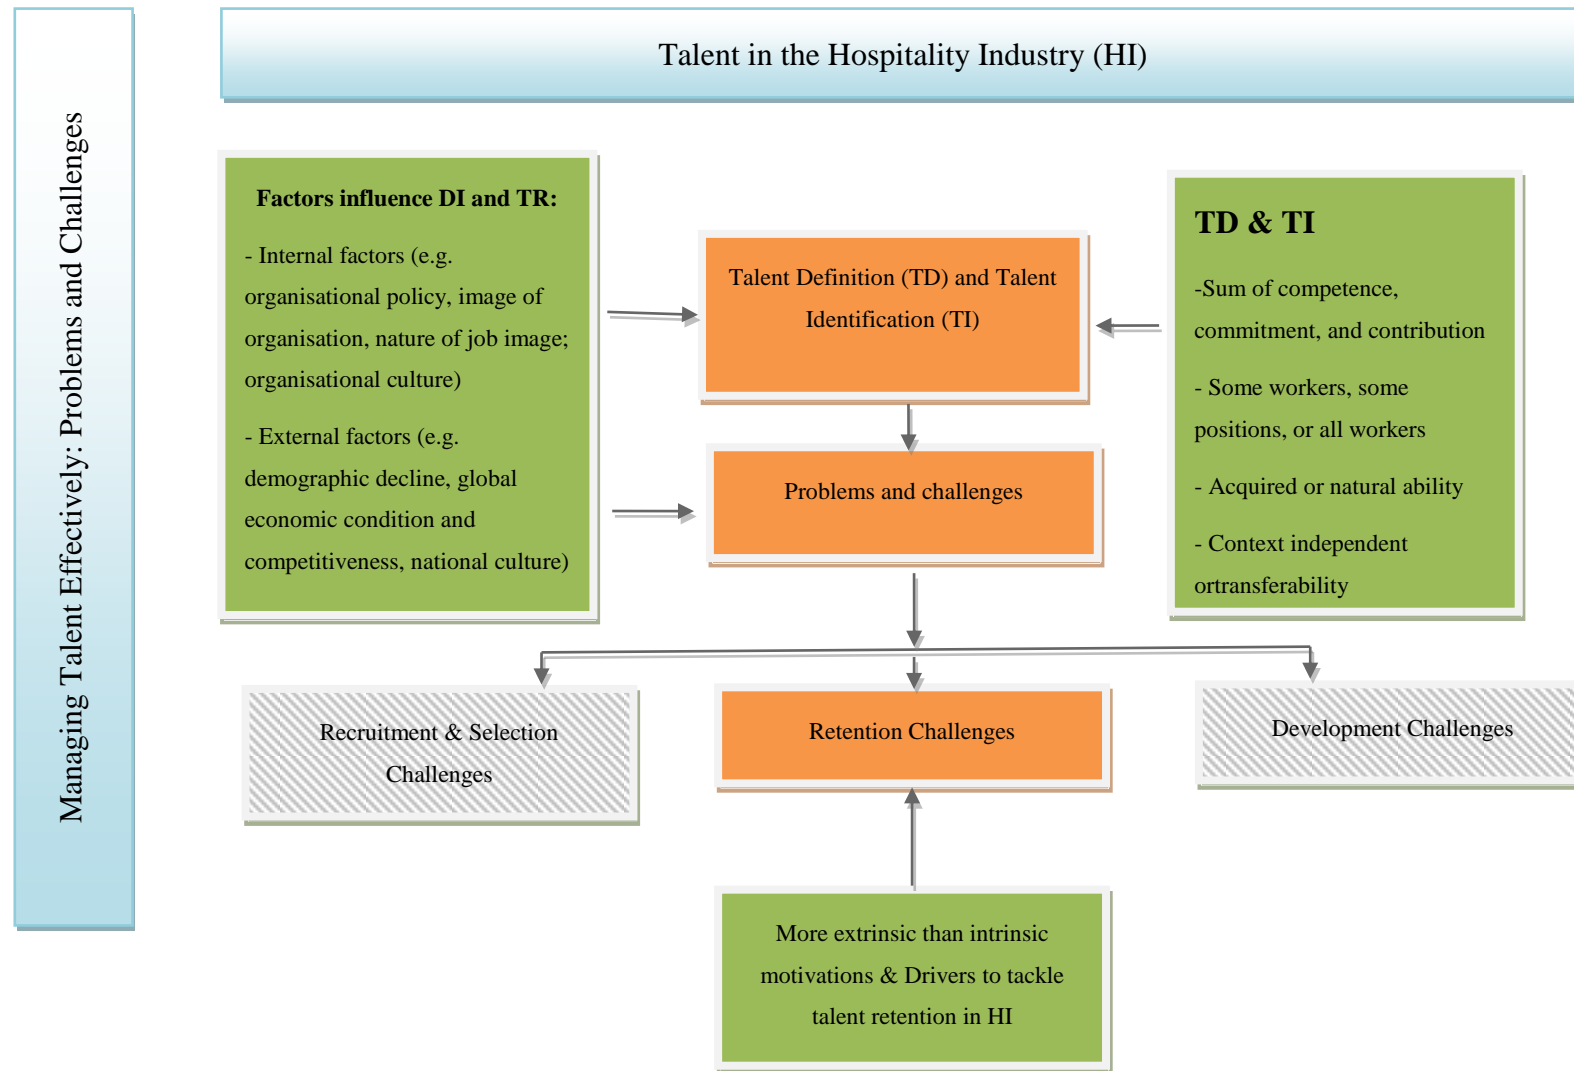 Managing Talent Effectively: Problems and Challenges
Talent in the Hospitality Industry (HI)
Factors influence DI and TR:
- Internal factors (e.g.
organisational policy, image of
organisation, nature of job image;
organisational culture)
- External factors (e.g.
demographic decline, global
economic condition and
competitiveness, national culture)
Talent Definition (TD) and Talent
Identification (TI)
TD & TI
-Sum of competence,
commitment, and contribution
- Some workers, some
positions, or all workers
- Acquired or natural ability
- Context independent
ortransferability
Problems and challenges
Recruitment & Selection
Challenges
Retention Challenges
Development Challenges
More extrinsic than intrinsic
motivations & Drivers to tackle
talent retention in HI